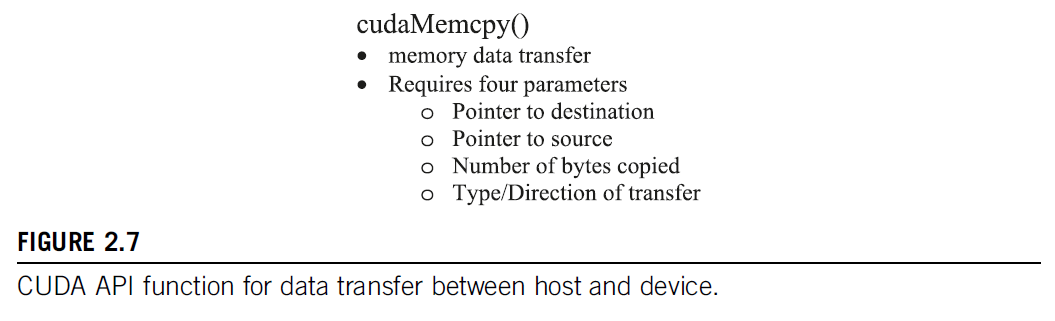 cudaMemcpy()
• memory data transfer
• Requires four parameters
o Pointer to destination
o Pointer to source
o Number of bytes copied
o Type/Direction of transfer
FIGURE 2.7
CUDA API function for data transfer between host and device.